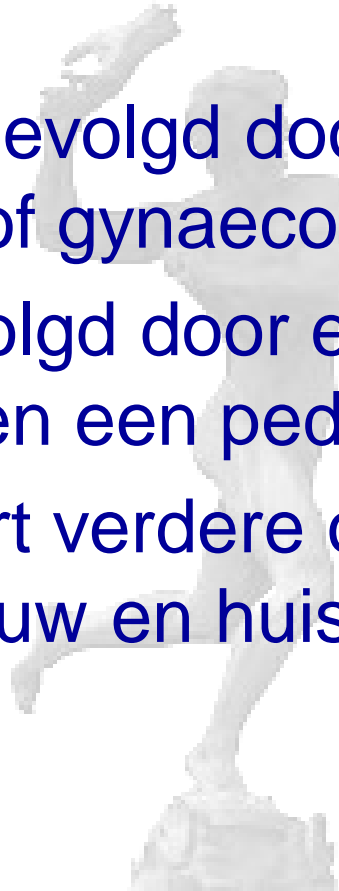 evolgd doo
of gynaeco
olgd door e
en een ped
rt verdere
uw en huis